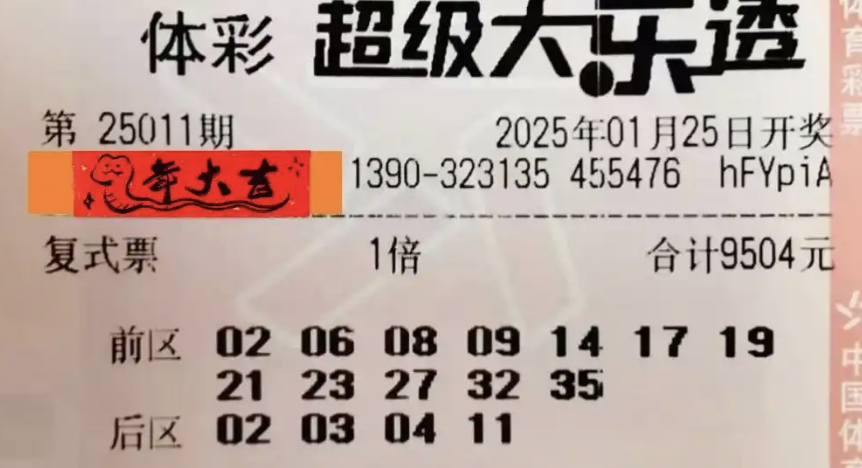 体彩 超级大乐透
第 25011期 2025年01月25日开奖
年大吉 1390-323135 455476 hFYpiA
复式票 1倍 合计9504元
前区 02 06 08 09 14 17 19
21 23 27 32 35
后区 02 03 04 11
体育彩票
中国体